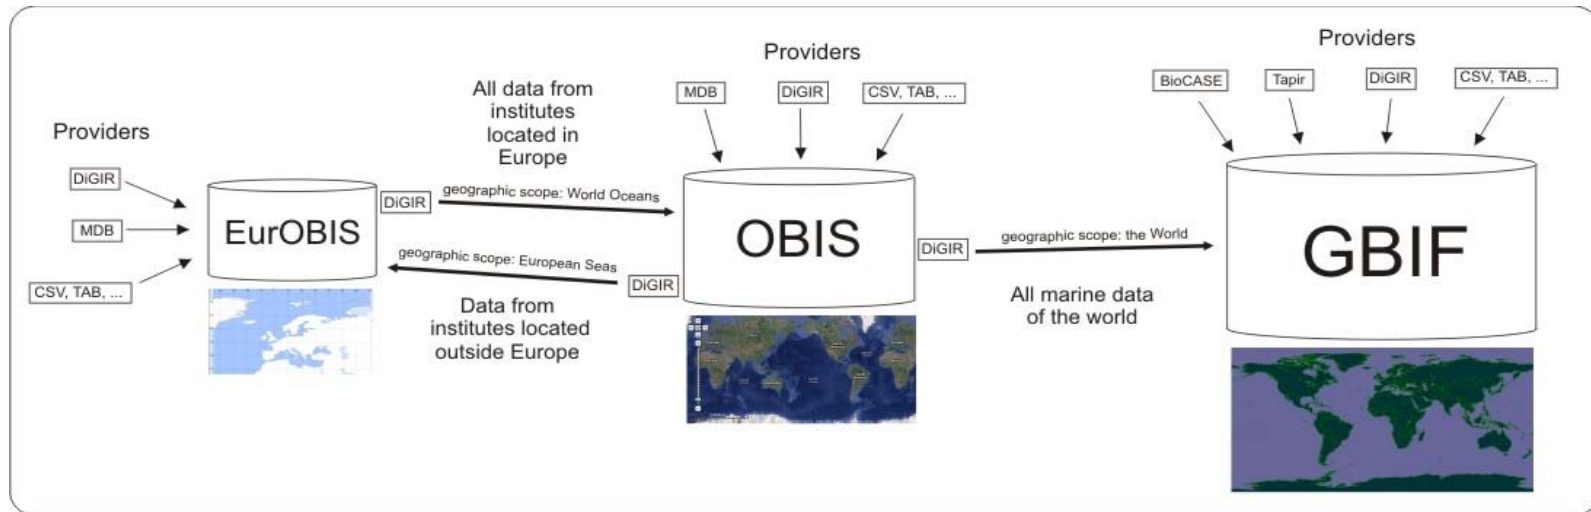 Providers
DiGIR
MDB
CSV, TAB, ...
EurOBIS
All data from
institutes
located in
Europe
DiGIR
geographic scope: World Oceans
geographic scope: European Seas
DiGIR
Data from
institutes located
outside Europe
Providers
MDB
DiGIR
CSV, TAB, ...
OBIS
DiGIR
geographic scope: the World
All marine data
of the world
Providers
BioCASE
Tapir
DiGIR
CSV, TAB, ...
GBIF